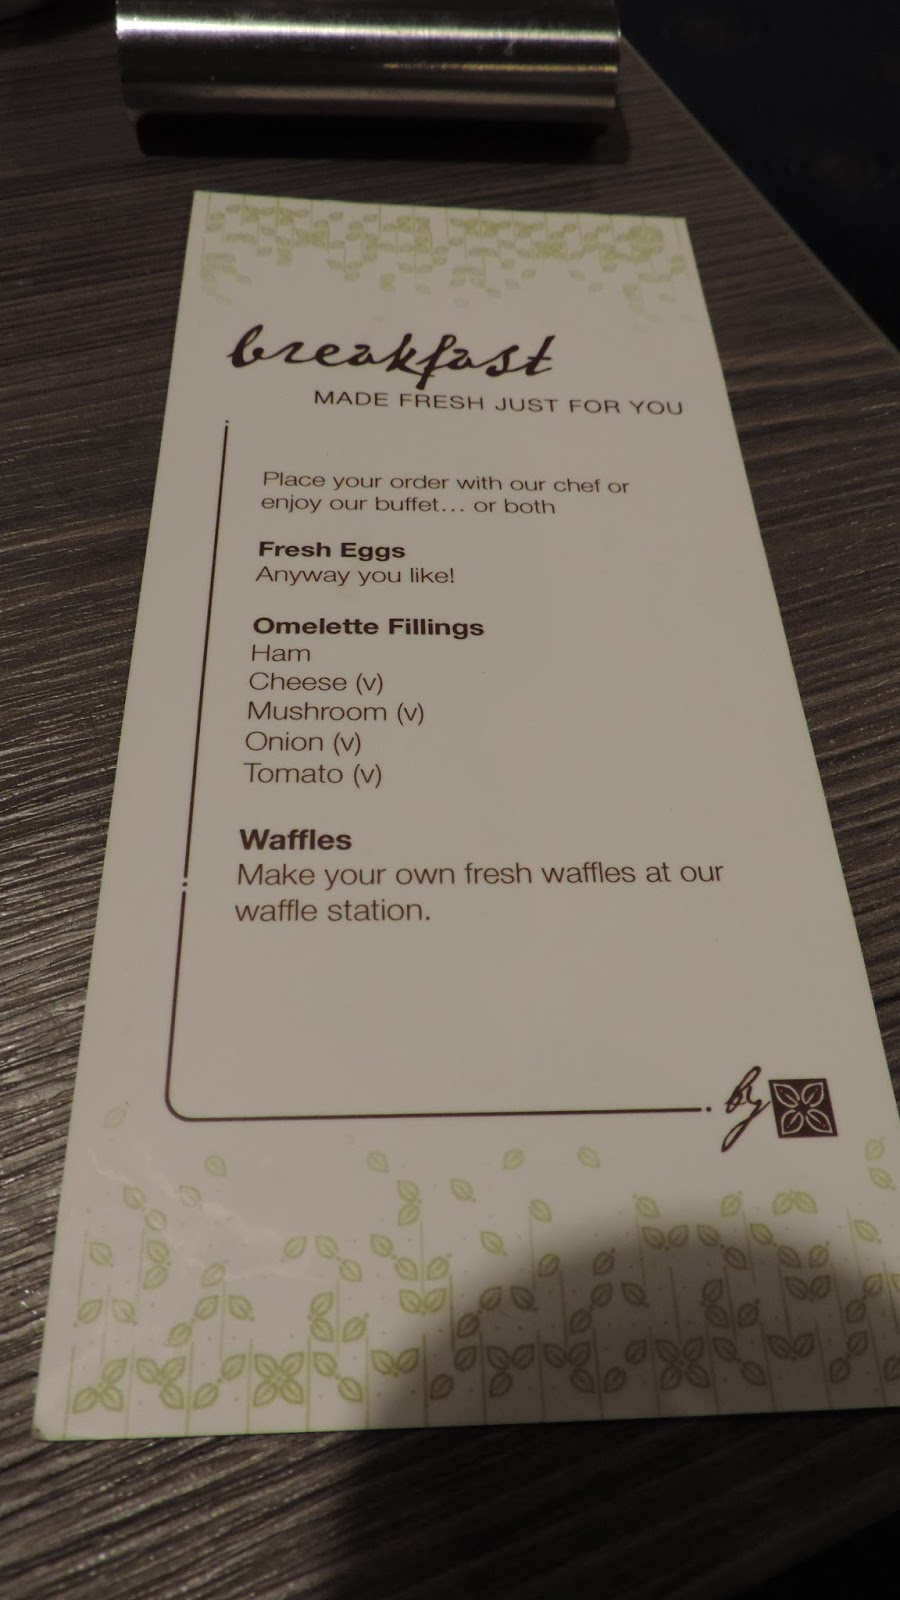 breakfast
MADE FRESH JUST FOR YOU
Place your order with our chef or
enjoy our buffet... or both
Fresh Eggs
Anyway you like!
Omelette Fillings
Ham
Cheese (v)
Mushroom (v)
Onion (v)
Tomato (v)
Waffles
Make your own fresh waffles at our
waffle station.
by